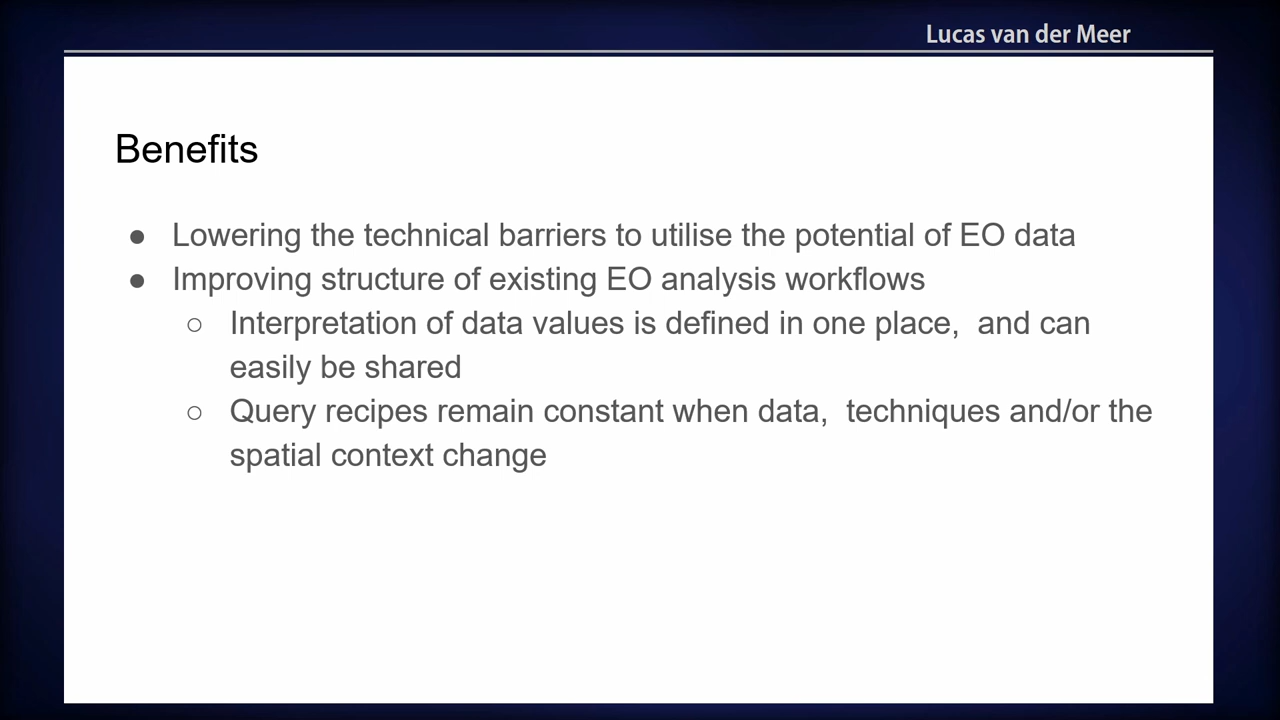 Lucas van der Meer
Benefits
● Lowering the technical barriers to utilise the potential of EO data
● Improving structure of existing EO analysis workflows
○ Interpretation of data values is defined in one place,  and can
easily be shared
○ Query recipes remain constant when data,  techniques and/or the
spatial context change